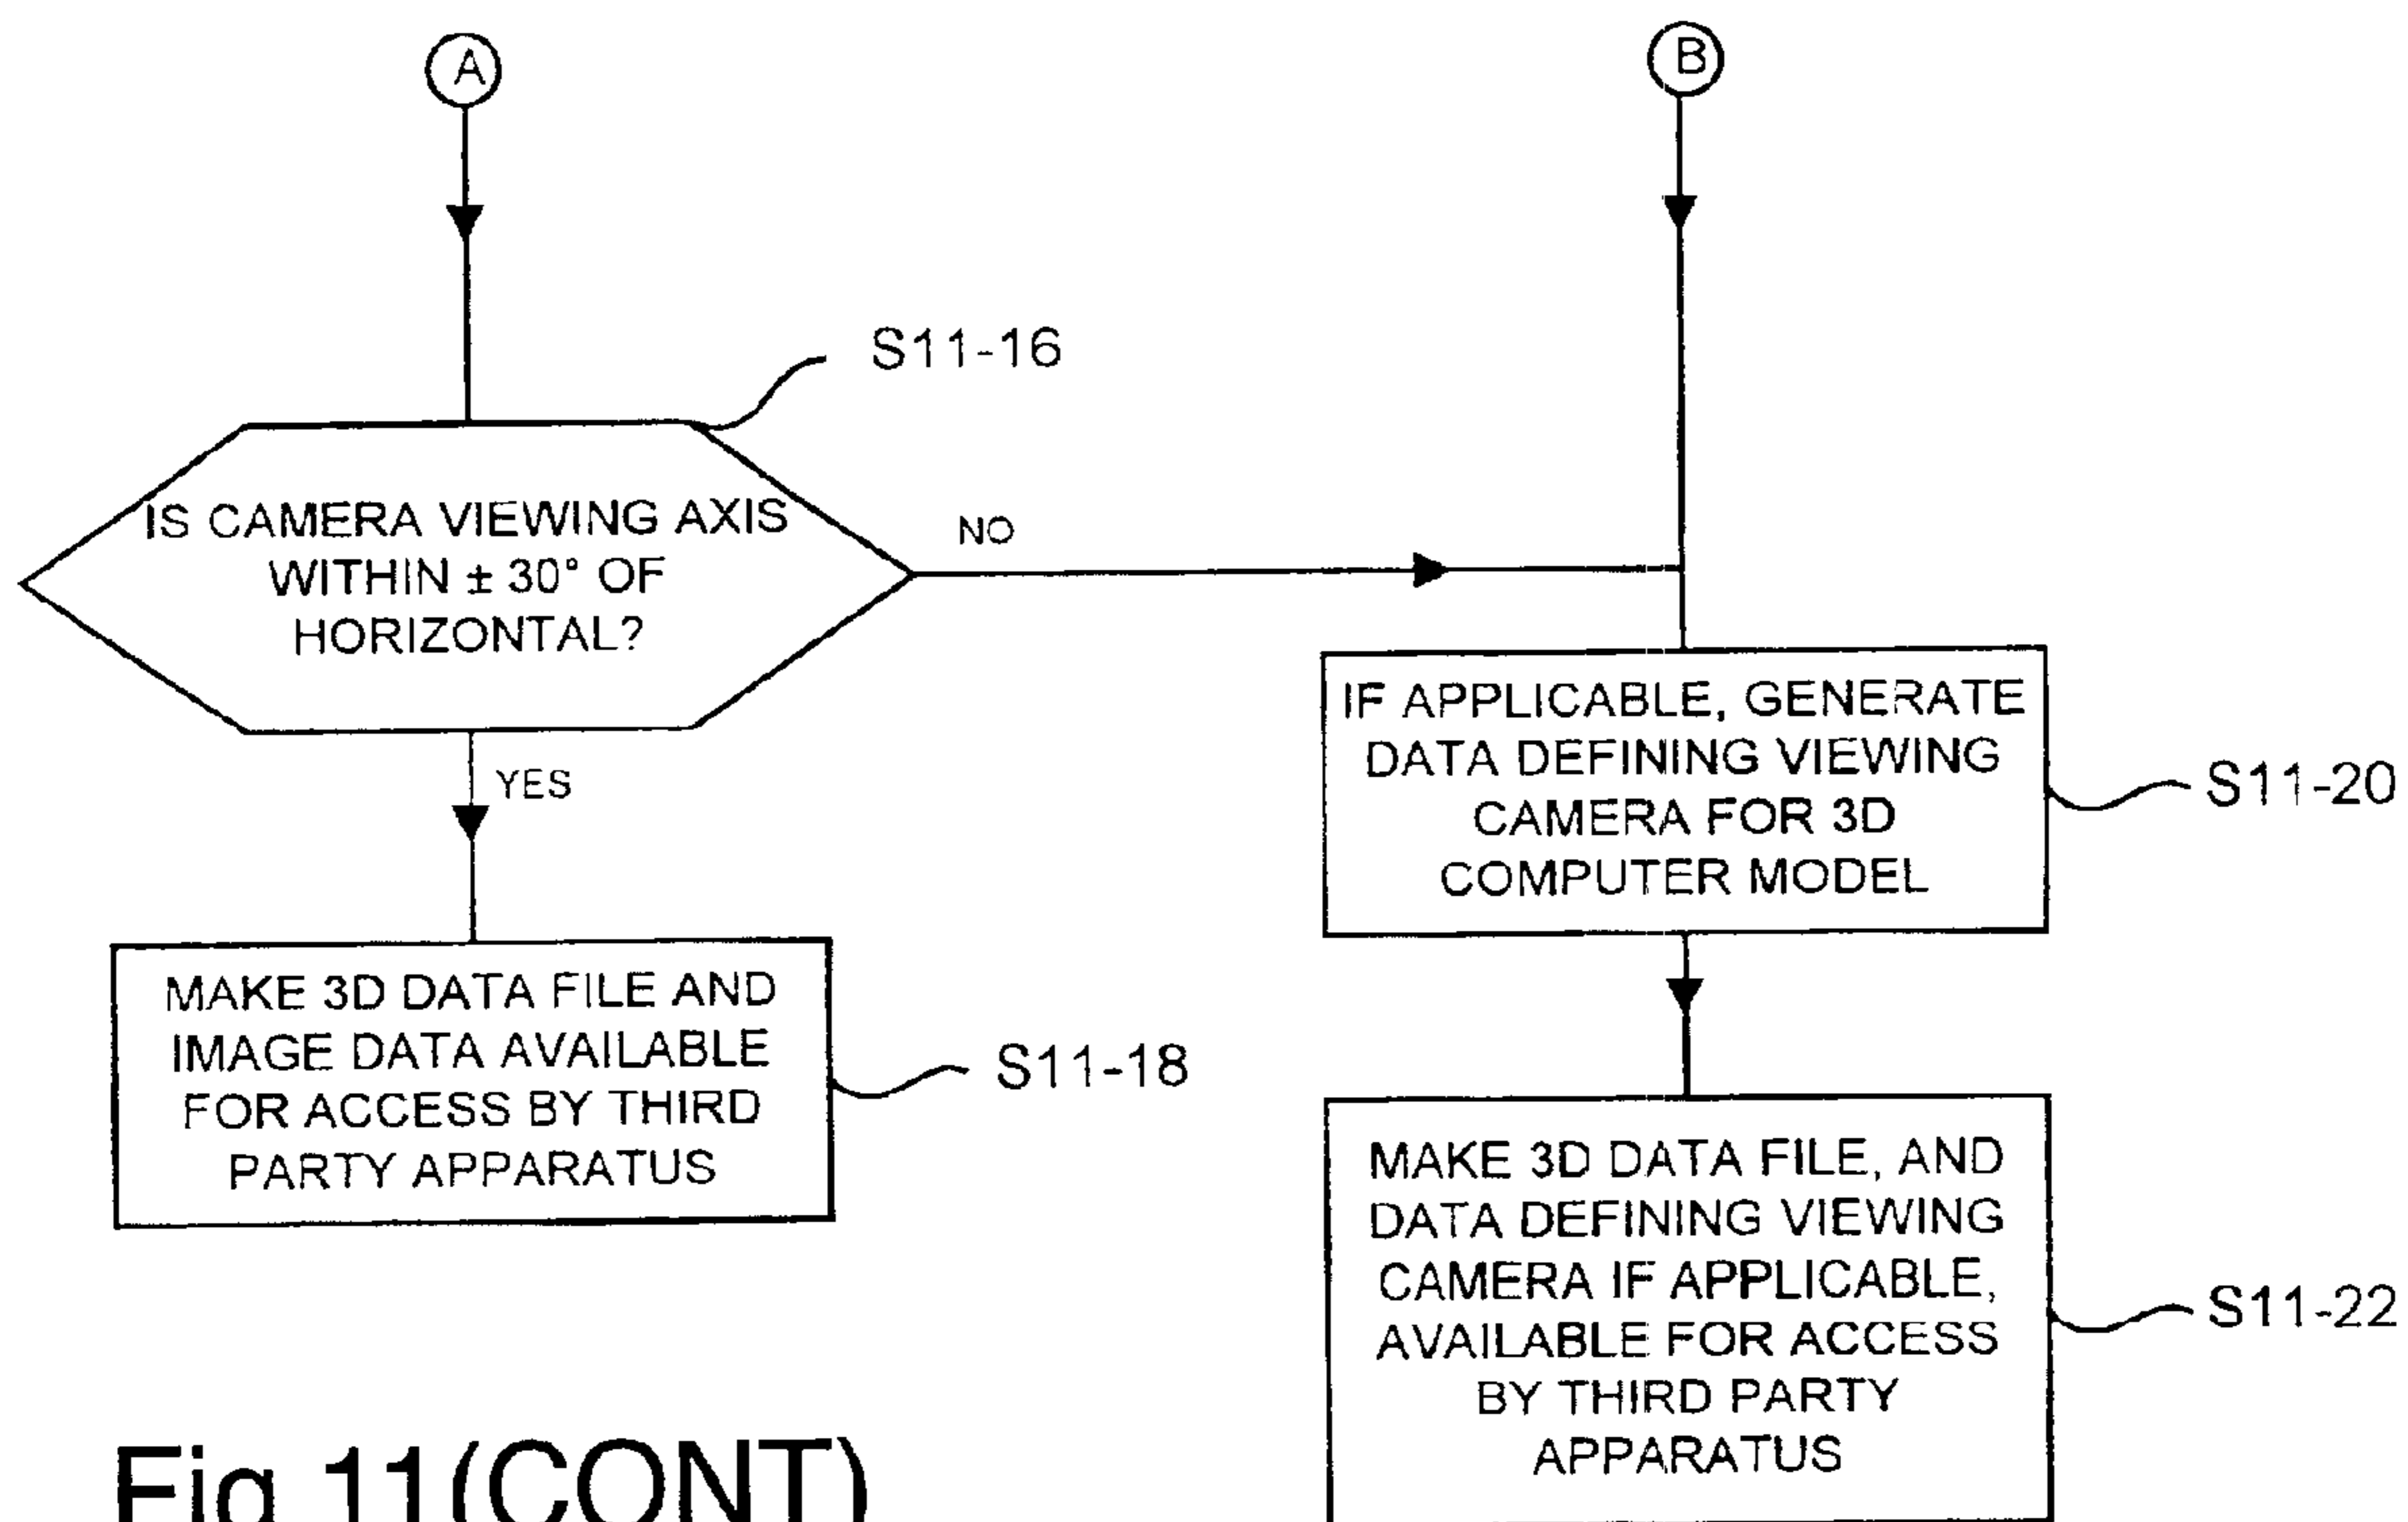 A
B
S11-16
IS CAMERA VIEWING AXIS
WITHIN ± 30° OF
HORIZONTAL?
NO
YES
IF APPLICABLE, GENERATE
DATA DEFINING VIEWING
CAMERA FOR 3D
COMPUTER MODEL
S11-20
MAKE 3D DATA FILE AND
IMAGE DATA AVAILABLE
FOR ACCESS BY THIRD
PARTY APPARATUS
S11-18
MAKE 3D DATA FILE, AND
DATA DEFINING VIEWING
CAMERA IF APPLICABLE,
AVAILABLE FOR ACCESS
BY THIRD PARTY
APPARATUS
S11-22
Fig 11(CONT)